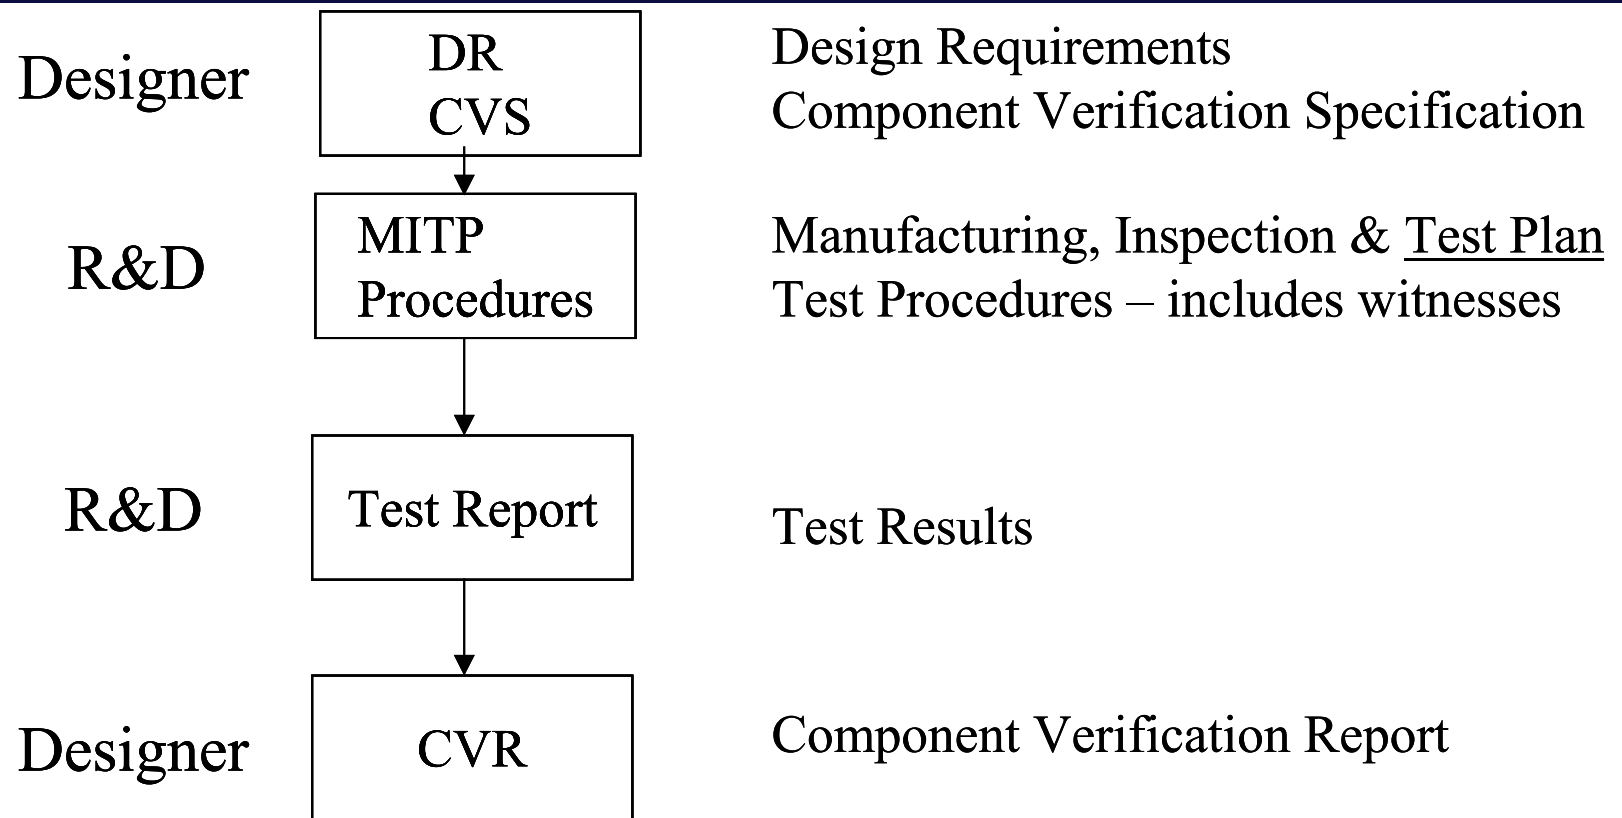 Designer
DR
CVS
Design Requirements
Component Verification Specification
R&D
MITP
Procedures
Manufacturing, Inspection & Test Plan
Test Procedures – includes witnesses
R&D
Test Report
Test Results
Designer
CVR
Component Verification Report